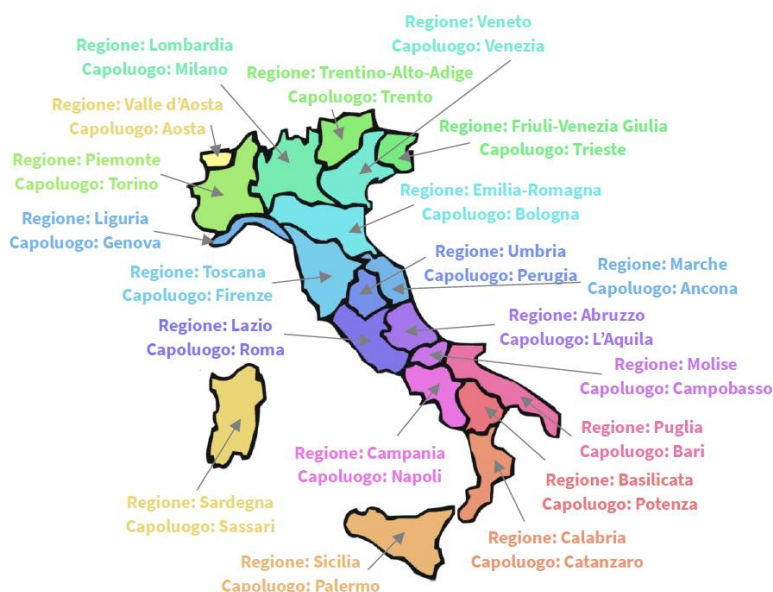 Regione: Veneto
Capoluogo: Venezia
Regione: Lombardia
Capoluogo: Milano
Regione: Trentino-Alto-Adige
Capoluogo: Trento
Regione: Valle d'Aosta
Capoluogo: Aosta
Regione: Friuli-Venezia Giulia
Capoluogo: Trieste
Regione: Piemonte
Capoluogo: Torino
Regione: Emilia-Romagna
Capoluogo: Bologna
Regione: Liguria
Capoluogo: Genova
Regione: Umbria
Capoluogo: Perugia
Regione: Marche
Capoluogo: Ancona
Regione: Toscana
Capoluogo: Firenze
Regione: Abruzzo
Capoluogo: L'Aquila
Regione: Lazio
Capoluogo: Roma
Regione: Molise
Capoluogo: Campobasso
Regione: Puglia
Capoluogo: Bari
Regione: Campania
Capoluogo: Napoli
Regione: Basilicata
Capoluogo: Potenza
Regione: Sardegna
Capoluogo: Sassari
Regione: Calabria
Capoluogo: Catanzaro
Regione: Sicilia
Capoluogo: Palermo